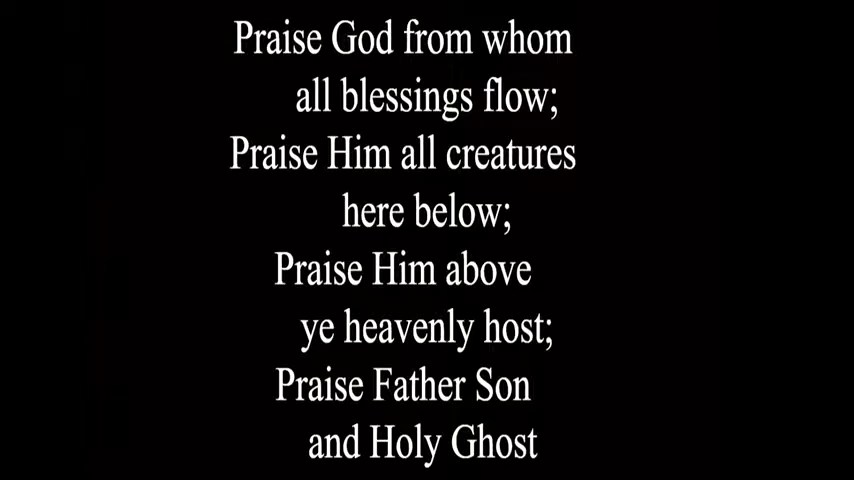 Praise God from whom
all blessings flow;
Praise Him all creatures
here below;
Praise Him above
ye heavenly host;
Praise Father Son
and Holy Ghost